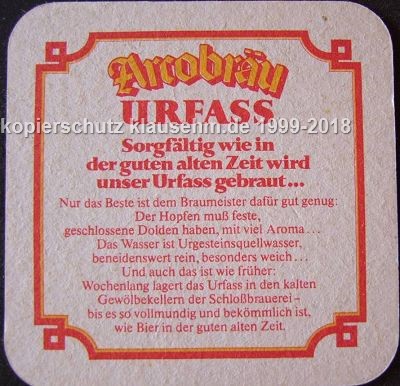 Arcobräu
URFASS
kopierschutz klausehm.de 1999-2018
Sorgfältig wie in
der guten alten Zeit wird
unser Urfass gebraut...
Nur das Beste ist dem Braumeister dafür gut genug:
Der Hopfen muß feste,
geschlossene Dolden haben, mit viel Aroma...
Das Wasser ist Urgesteinsquellwasser,
beneidenswert rein, besonders weich...
Und auch das ist wie früher:
Wochenlang lagert das Urfass in den kalten
Gewölbekellern der Schloßbrauerei –
bis es so vollmundig und bekömmlich ist,
wie Bier in der guten alten Zeit.